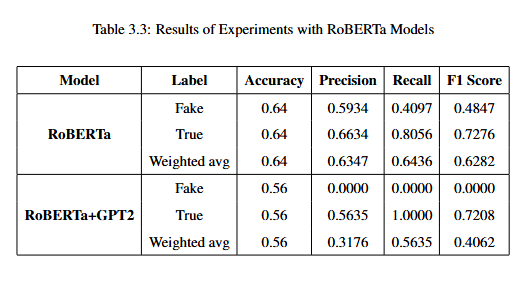 Table 3.3: Results of Experiments with RoBERTa Models
Model Label Accuracy Precision Recall F1 Score
Fake 0.64 0.5934 0.4097 0.4847
RoBERTa True 0.64 0.6634 0.8056 0.7276
Weighted avg 0.64 0.6347 0.6436 0.6282
Fake 0.56 0.0000 0.0000 0.0000
RoBERTa+GPT2 True 0.56 0.5635 1.0000 0.7208
Weighted avg 0.56 0.3176 0.5635 0.4062